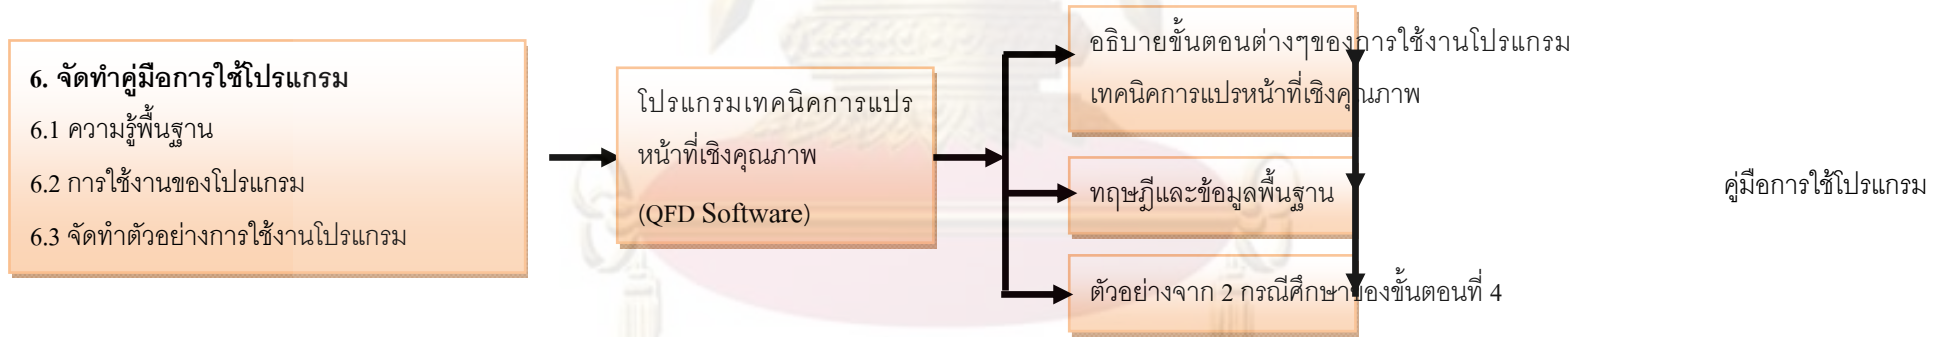 6. จัดทำคู่มือการใช้โปรแกรม
6.1 ความรู้พื้นฐาน
6.2 การใช้งานของโปรแกรม
6.3 จัดทำตัวอย่างการใช้งานโปรแกรม
โปรแกรมเทคนิคการแปร
หน้าที่เชิงคุณภาพ
(QFD Software)
อธิบายขั้นตอนต่างๆของการใช้งานโปรแกรม
เทคนิคการแปรหน้าที่เชิงคุณภาพ
ทฤษฎีและข้อมูลพื้นฐาน
ตัวอย่างจาก 2 กรณีศึกษาของขั้นตอนที่ 4
คู่มือการใช้โปรแกรม